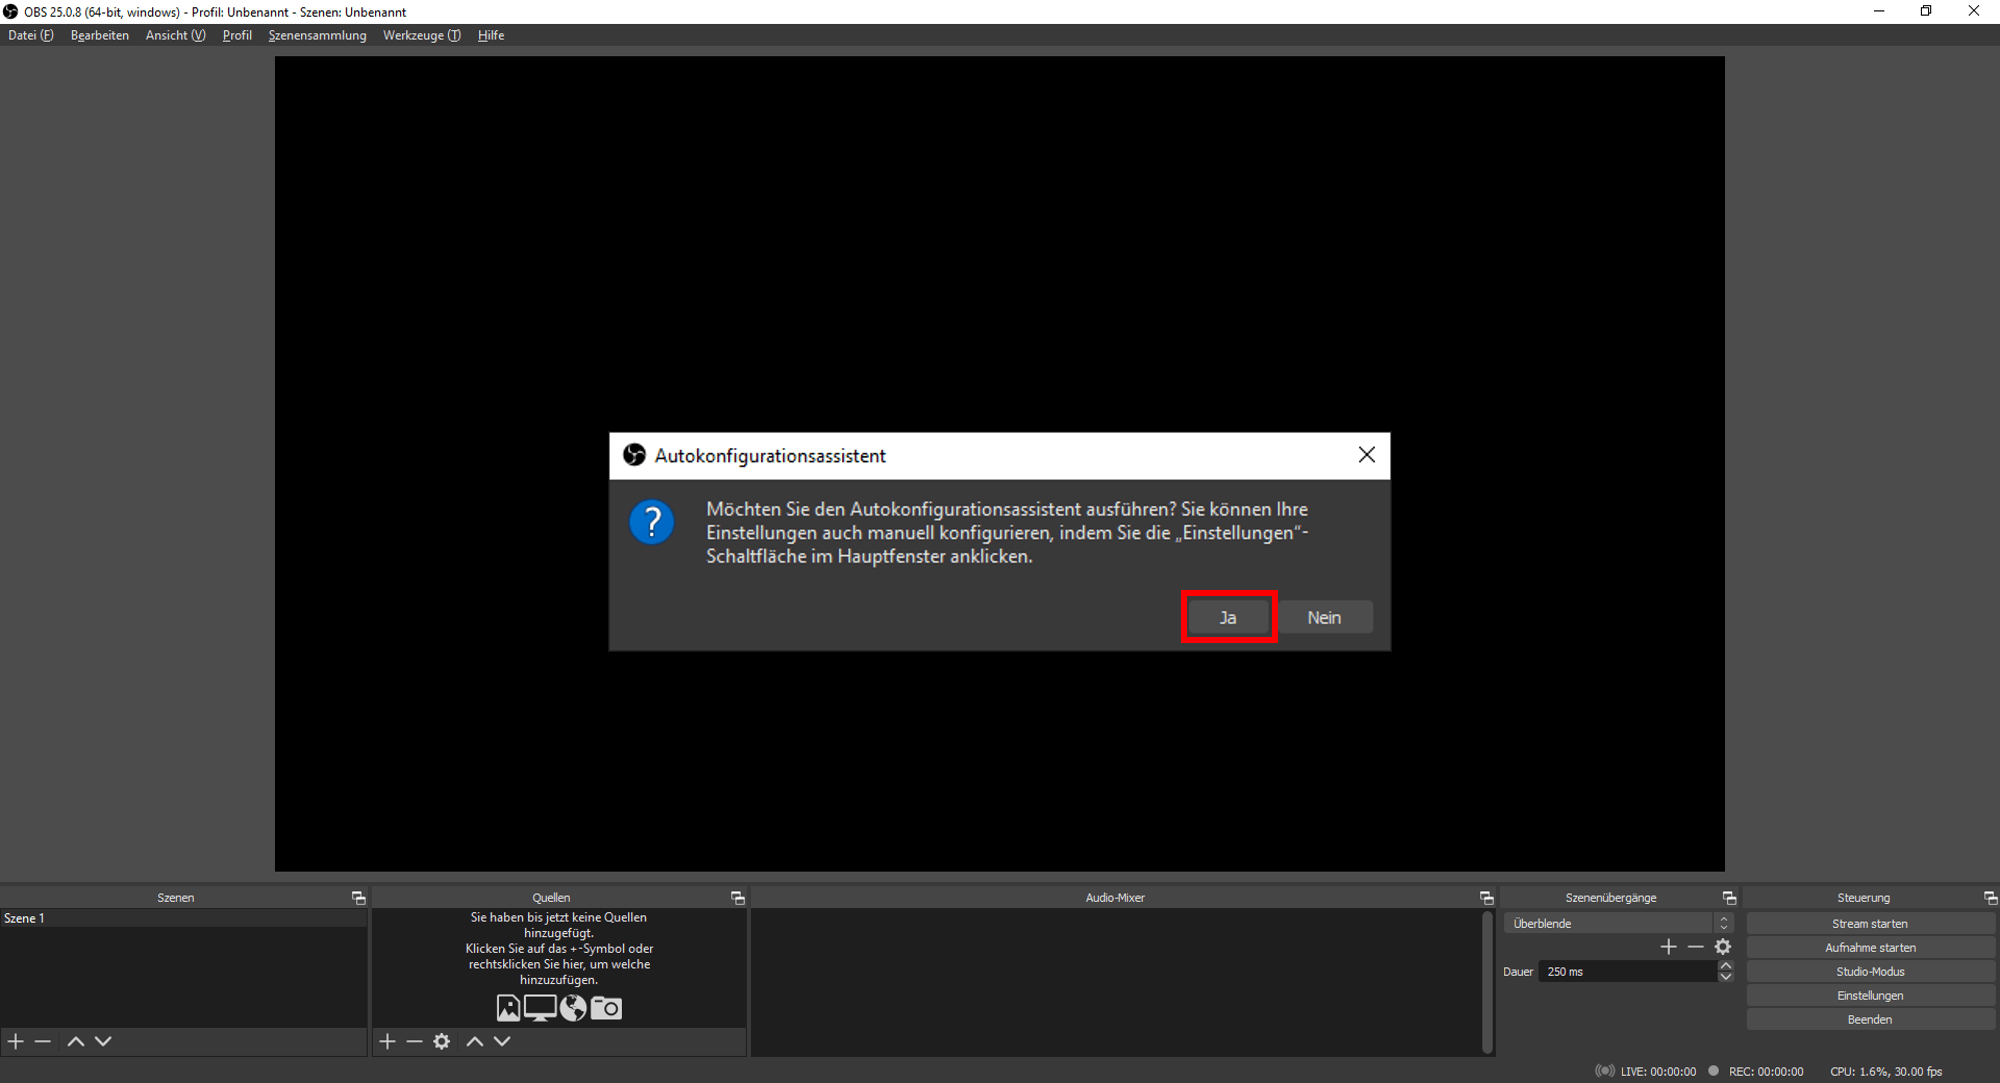 OBS 25.0.8 (64-bit, windows) - Profil: Unbenannt - Szenen: Unbenannt
Datei (F) Bearbeiten Ansicht (V) Profil Szenensammlung Werkzeuge (T) Hilfe
Autokonfigurationsassistent
Möchten Sie den Autokonfigurationsassistent ausführen? Sie können Ihre
Einstellungen auch manuell konfigurieren, indem Sie die „Einstellungen“-
Schaltfläche im Hauptfenster anklicken.
Ja Nein
Szenen
Szene 1
Quellen
Sie haben bis jetzt keine Quellen
hinzugefügt.
Klicken Sie auf das +-Symbol oder
rechtsklicken Sie hier, um welche
hinzuzufügen.
Audio-Mixer
Szenenübergänge
Überblende
Dauer 250 ms
Steuerung
Stream starten
Aufnahme starten
Studio-Modus
Einstellungen
Beenden
LIVE: 00:00:00 REC: 00:00:00 CPU: 1.6%, 30.00 fps